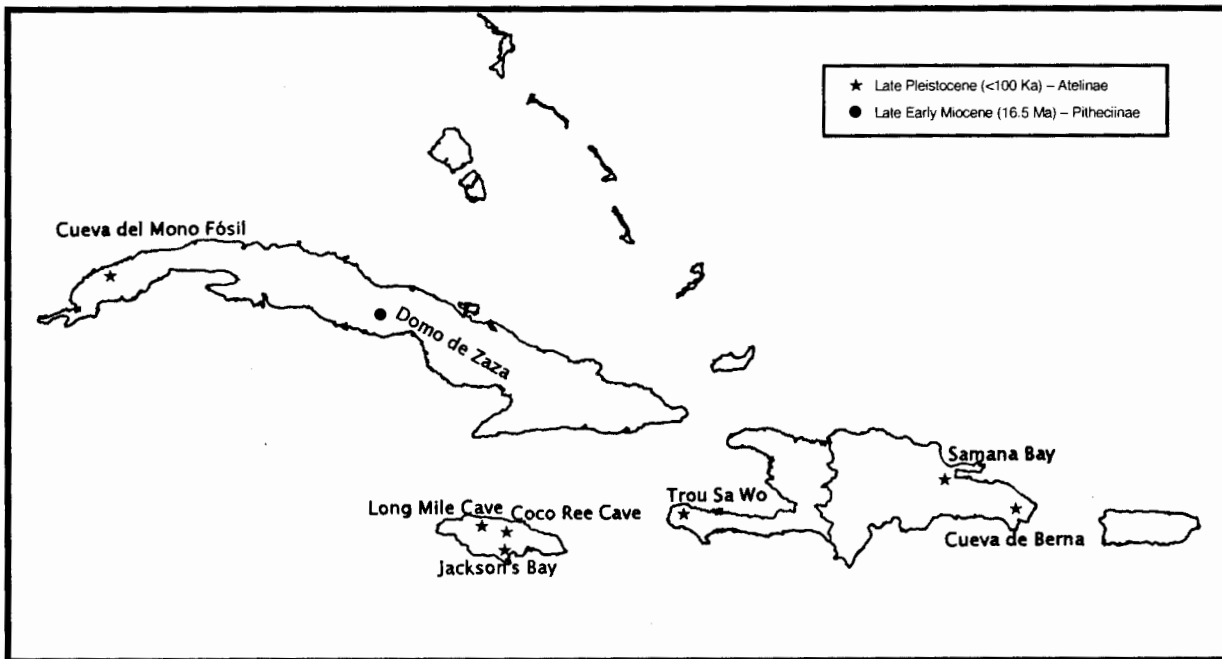 ★ Late Pleistocene (<100 Ka) – Atelinae
● Late Early Miocene (16.5 Ma) – Pitheciinae
Cueva del Mono Fósil
Domo de Zaza
Samana Bay
Trou Sa Wo
Long Mile Cave
Coco Ree Cave
Cueva de Berna
Jackson's Bay